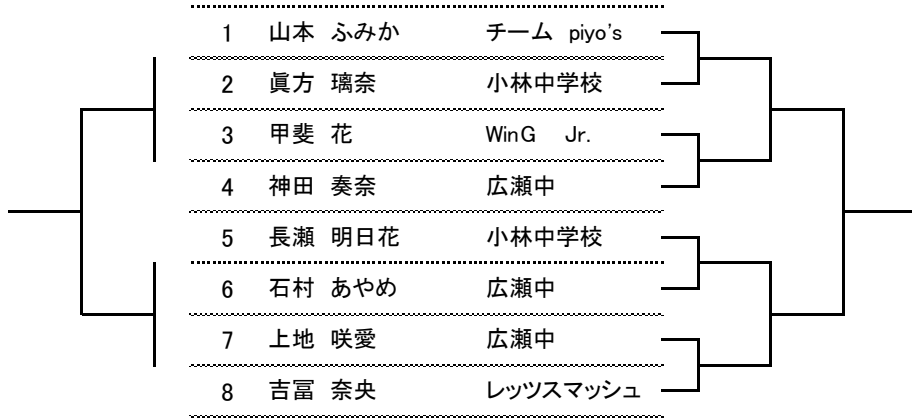 1 山本 ふみか チーム piyo's
2 眞方 璃奈 小林中学校
3 甲斐 花 WinG Jr.
4 神田 奏奈 広瀬中
5 長瀬 明日花 小林中学校
6 石村 あやめ 広瀬中
7 上地 咲愛 広瀬中
8 吉冨 奈央 レッツスマッシュ